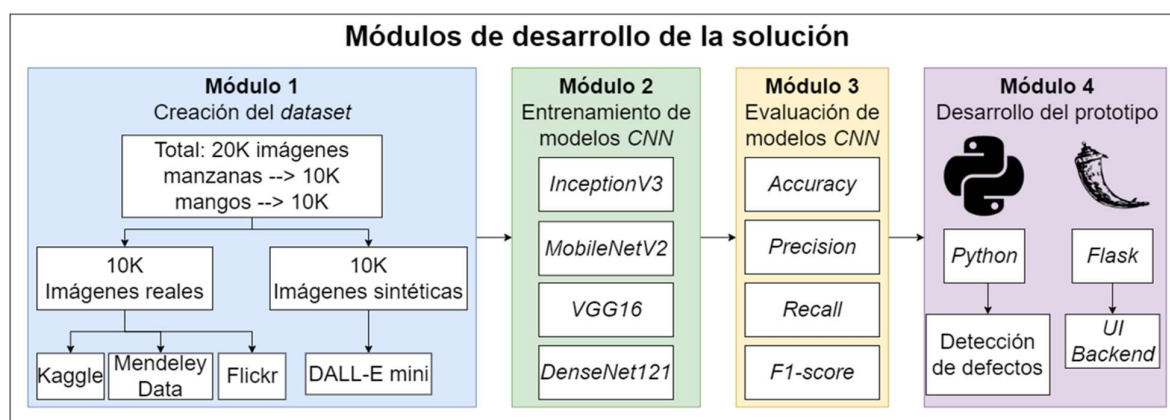 Módulos de desarrollo de la solución
Módulo 1
Creación del dataset
Total: 20K imágenes
manzanas --> 10K
mangos --> 10K
10K
Imágenes reales
10K
Imágenes sintéticas
Kaggle
Mendeley
Data
Flickr
DALL-E mini
Módulo 2
Entrenamiento de
modelos CNN
InceptionV3
MobileNetV2
VGG16
DenseNet121
Módulo 3
Evaluación de
modelos CNN
Accuracy
Precision
Recall
F1-score
Módulo 4
Desarrollo del prototipo
Python
Flask
Detección
de defectos
UI
Backend